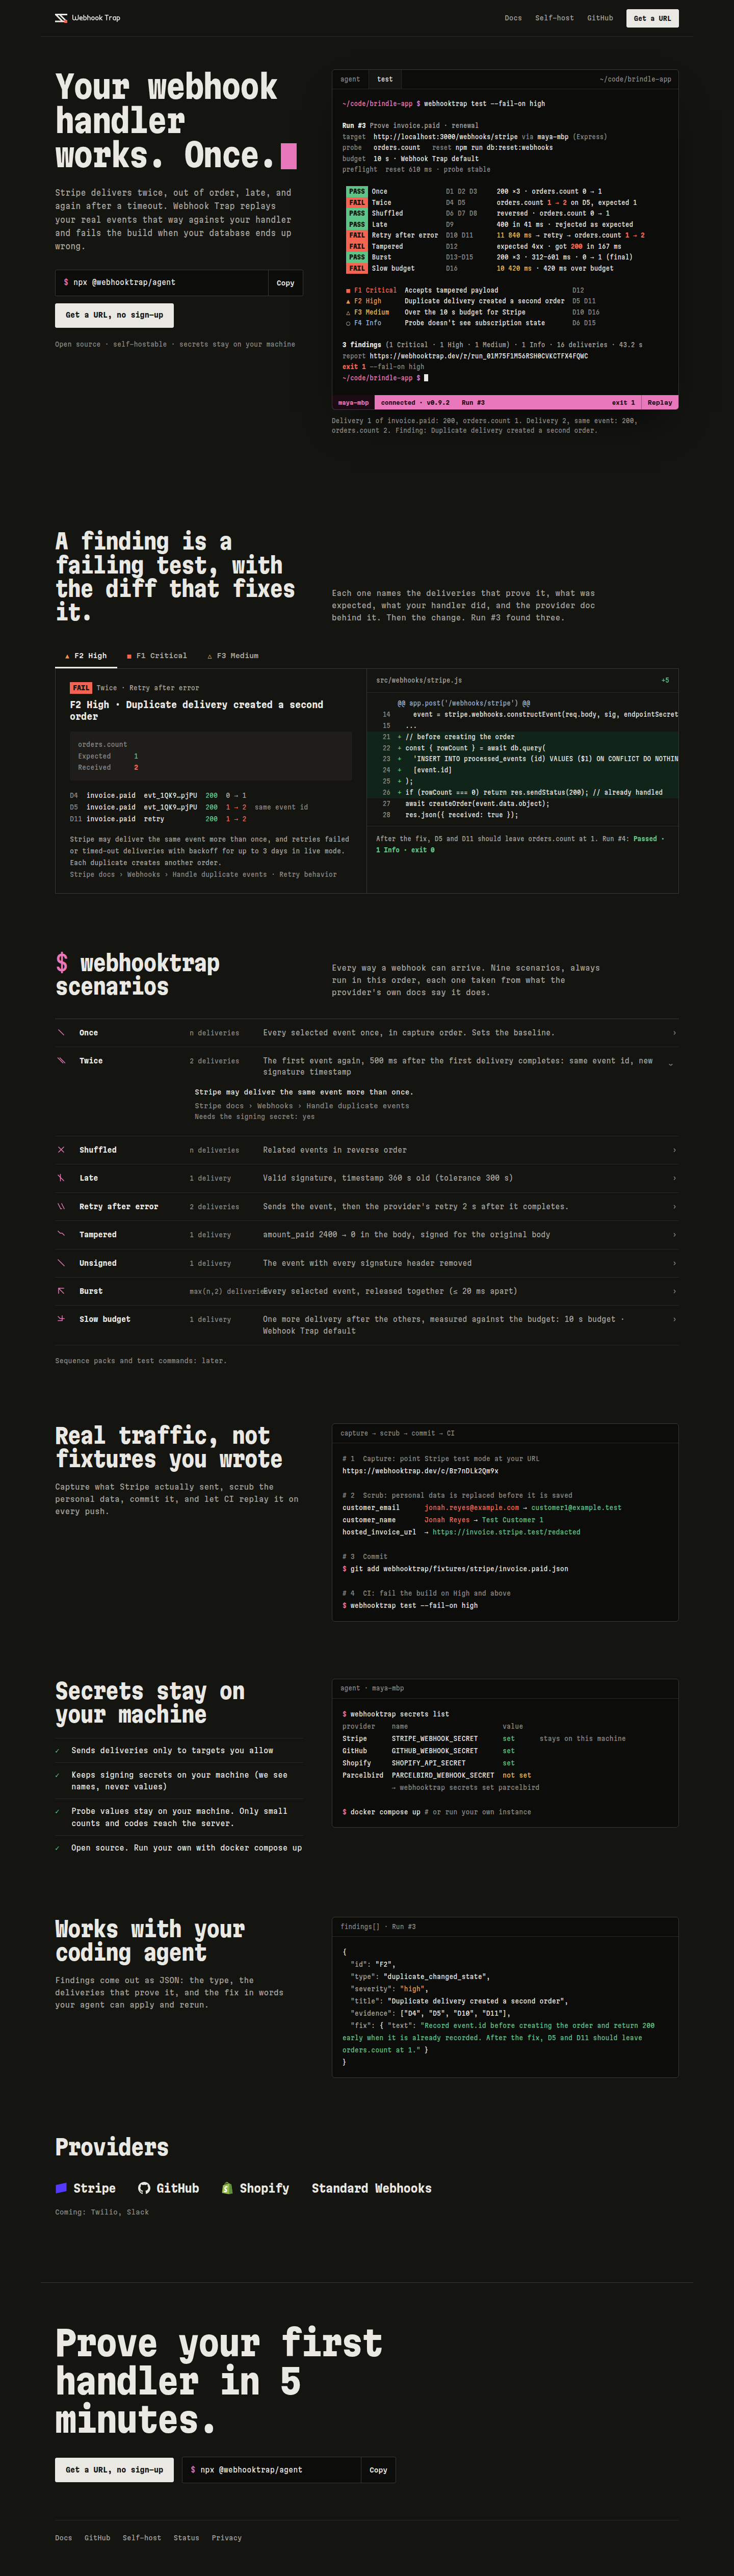 Webhook Trap
Docs Self-host GitHub Get a URL
Your webhook
handler
works. Once.
Stripe delivers twice, out of order, late, and
again after a timeout. Webhook Trap replays
your real events that way against your handler
and fails the build when your database ends up
wrong.
$ npx @webhooktrap/agent Copy
Get a URL, no sign-up
Open source · self-hostable · secrets stay on your machine
agent test ~/code/brindle-app
~/code/brindle-app $ webhooktrap test --fail-on high
Run #3 Prove invoice.paid · renewal
target http://localhost:3000/webhooks/stripe via maya-mbp (Express)
probe orders.count reset npm run db:reset:webhooks
budget 10 s · Webhook Trap default
preflight reset 610 ms · probe stable
PASS Once D1 D2 D3 200 ×3 · orders.count 0 → 1
FAIL Twice D4 D5 orders.count 1 → 2 on D5, expected 1
PASS Shuffled D6 D7 D8 reversed · orders.count 0 → 1
PASS Late D9 400 in 41 ms · rejected as expected
FAIL Retry after error D10 D11 11 840 ms → retry → orders.count 1 → 2
FAIL Tampered D12 expected 4xx · got 200 in 167 ms
PASS Burst D13–D15 200 ×3 · 312–601 ms · 0 → 1 (final)
FAIL Slow budget D16 10 420 ms · 420 ms over budget
■ F1 Critical Accepts tampered payload D12
▲ F2 High Duplicate delivery created a second order D5 D11
△ F3 Medium Over the 10 s budget for Stripe D10 D16
○ F4 Info Probe doesn't see subscription state D6 D15
3 findings (1 Critical · 1 High · 1 Medium) · 1 Info · 16 deliveries · 43.2 s
report https://webhooktrap.dev/r/run_01M75F1M56RSH0CVKCTFX4FQWC
exit 1 --fail-on high
~/code/brindle-app $
maya-mbp connected · v0.9.2 Run #3 exit 1 Replay
Delivery 1 of invoice.paid: 200, orders.count 1. Delivery 2, same event: 200,
orders.count 2. Finding: Duplicate delivery created a second order.
A finding is a
failing test, with
the diff that fixes
it.
Each one names the deliveries that prove it, what was
expected, what your handler did, and the provider doc
behind it. Then the change. Run #3 found three.
▲ F2 High ■ F1 Critical △ F3 Medium
FAIL Twice · Retry after error
F2 High · Duplicate delivery created a second
order
orders.count
Expected 1
Received 2
D4 invoice.paid evt_1QK9…pjPU 200 0 → 1
D5 invoice.paid evt_1QK9…pjPU 200 1 → 2 same event id
D11 invoice.paid retry 200 1 → 2
Stripe may deliver the same event more than once, and retries failed
or timed-out deliveries with backoff for up to 3 days in live mode.
Each duplicate creates another order.
Stripe docs › Webhooks › Handle duplicate events · Retry behavior
src/webhooks/stripe.js +5
@@ app.post('/webhooks/stripe') @@
14 event = stripe.webhooks.constructEvent(req.body, sig, endpointSecret
15 ...
21 + // before creating the order
22 + const { rowCount } = await db.query(
23 + 'INSERT INTO processed_events (id) VALUES ($1) ON CONFLICT DO NOTHIN
24 + [event.id]
25 + );
26 + if (rowCount === 0) return res.sendStatus(200); // already handled
27 await createOrder(event.data.object);
28 res.json({ received: true });
After the fix, D5 and D11 should leave orders.count at 1. Run #4: Passed ·
1 Info · exit 0
$ webhooktrap
scenarios
Every way a webhook can arrive. Nine scenarios, always
run in this order, each one taken from what the
provider's own docs say it does.
Once n deliveries Every selected event once, in capture order. Sets the baseline.
Twice 2 deliveries The first event again, 500 ms after the first delivery completes: same event id, new
signature timestamp
Stripe may deliver the same event more than once.
Stripe docs › Webhooks › Handle duplicate events
Needs the signing secret: yes
Shuffled n deliveries Related events in reverse order
Late 1 delivery Valid signature, timestamp 360 s old (tolerance 300 s)
Retry after error 2 deliveries Sends the event, then the provider's retry 2 s after it completes.
Tampered 1 delivery amount_paid 2400 → 0 in the body, signed for the original body
Unsigned 1 delivery The event with every signature header removed
Burst max(n,2) deliveries Every selected event, released together (≤ 20 ms apart)
Slow budget 1 delivery One more delivery after the others, measured against the budget: 10 s budget ·
Webhook Trap default
Sequence packs and test commands: later.
Real traffic, not
fixtures you wrote
Capture what Stripe actually sent, scrub the
personal data, commit it, and let CI replay it on
every push.
capture → scrub → commit → CI
# 1 Capture: point Stripe test mode at your URL
https://webhooktrap.dev/c/Br7nDLk2Qm9x
# 2 Scrub: personal data is replaced before it is saved
customer_email jonah.reyes@example.com → customer1@example.test
customer_name Jonah Reyes → Test Customer 1
hosted_invoice_url → https://invoice.stripe.test/redacted
# 3 Commit
$ git add webhooktrap/fixtures/stripe/invoice.paid.json
# 4 CI: fail the build on High and above
$ webhooktrap test --fail-on high
Secrets stay on
your machine
✓ Sends deliveries only to targets you allow
✓ Keeps signing secrets on your machine (we see
names, never values)
✓ Probe values stay on your machine. Only small
counts and codes reach the server.
✓ Open source. Run your own with docker compose up
agent · maya-mbp
$ webhooktrap secrets list
provider name value
Stripe STRIPE_WEBHOOK_SECRET set stays on this machine
GitHub GITHUB_WEBHOOK_SECRET set
Shopify SHOPIFY_API_SECRET set
Parcelbird PARCELBIRD_WEBHOOK_SECRET not set
→ webhooktrap secrets set parcelbird
$ docker compose up # or run your own instance
Works with your
coding agent
Findings come out as JSON: the type, the
deliveries that prove it, and the fix in words
your agent can apply and rerun.
findings[] · Run #3
{
"id": "F2",
"type": "duplicate_changed_state",
"severity": "high",
"title": "Duplicate delivery created a second order",
"evidence": ["D4", "D5", "D10", "D11"],
"fix": { "text": "Record event.id before creating the order and return 200
early when it is already recorded. After the fix, D5 and D11 should leave
orders.count at 1." }
}
Providers
Stripe GitHub Shopify Standard Webhooks
Coming: Twilio, Slack
Prove your first
handler in 5
minutes.
Get a URL, no sign-up $ npx @webhooktrap/agent Copy
Docs GitHub Self-host Status Privacy